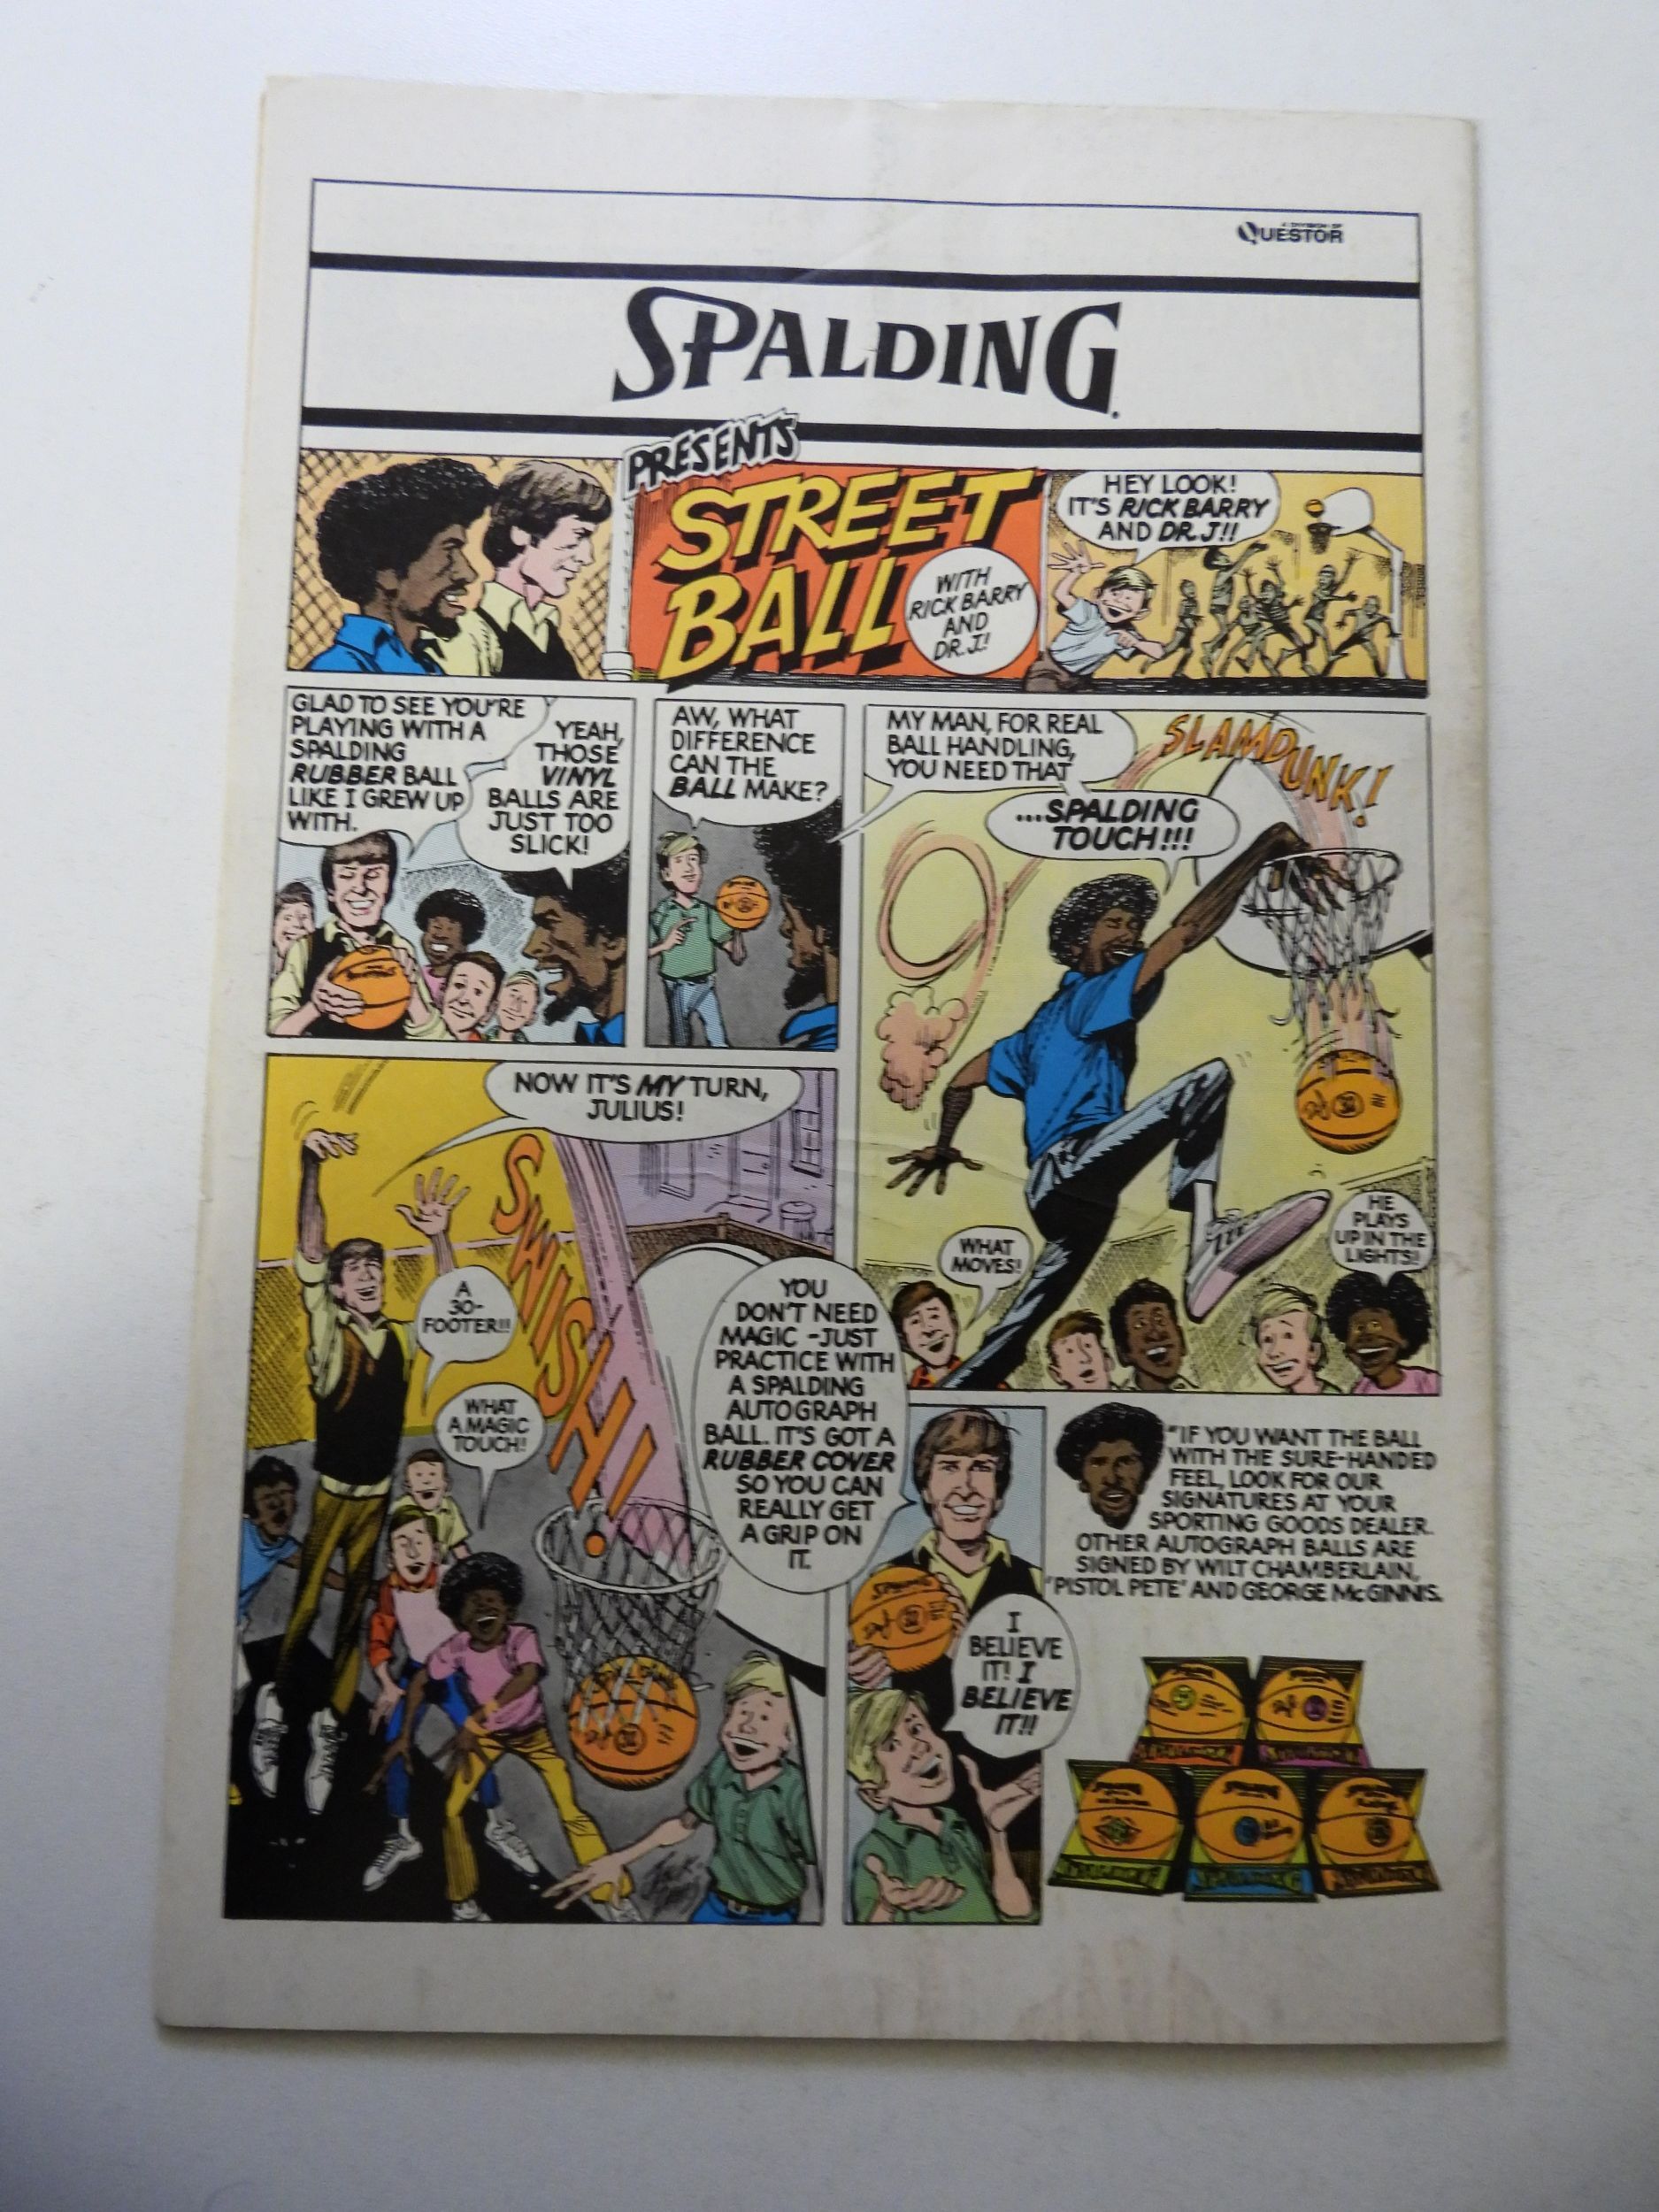 A DIVISION OF
QUESTOR
SPALDING
PRESENTS
STREET
BALL
WITH
RICK BARRY
AND
DR. J!
HEY LOOK!
IT'S RICK BARRY
AND DR. J!!
GLAD TO SEE YOU'RE
PLAYING WITH A
SPALDING
RUBBER BALL
LIKE I GREW UP
WITH.
YEAH,
THOSE
VINYL
BALLS ARE
JUST TOO
SLICK!
AW, WHAT
DIFFERENCE
CAN THE
BALL MAKE?
MY MAN, FOR REAL
BALL HANDLING,
YOU NEED THAT
...SPALDING
TOUCH!!!
SLAMDUNK!
WHAT
MOVES!
HE
PLAYS
UP IN THE
LIGHTS!
NOW IT'S MY TURN,
JULIUS!
SWISH!
A
30-
FOOTER!!
WHAT
A MAGIC
TOUCH!
YOU
DON'T NEED
MAGIC - JUST
PRACTICE WITH
A SPALDING
AUTOGRAPH
BALL. IT'S GOT A
RUBBER COVER
SO YOU CAN
REALLY GET
A GRIP ON
IT.
SPALDING
I
BELIEVE
IT! I
BELIEVE
IT!!
"IF YOU WANT THE BALL
WITH THE SURE-HANDED
FEEL, LOOK FOR OUR
SIGNATURES AT YOUR
SPORTING GOODS DEALER.
OTHER AUTOGRAPH BALLS ARE
SIGNED BY WILT CHAMBERLAIN,
'PISTOL PETE' AND GEORGE McGINNIS.